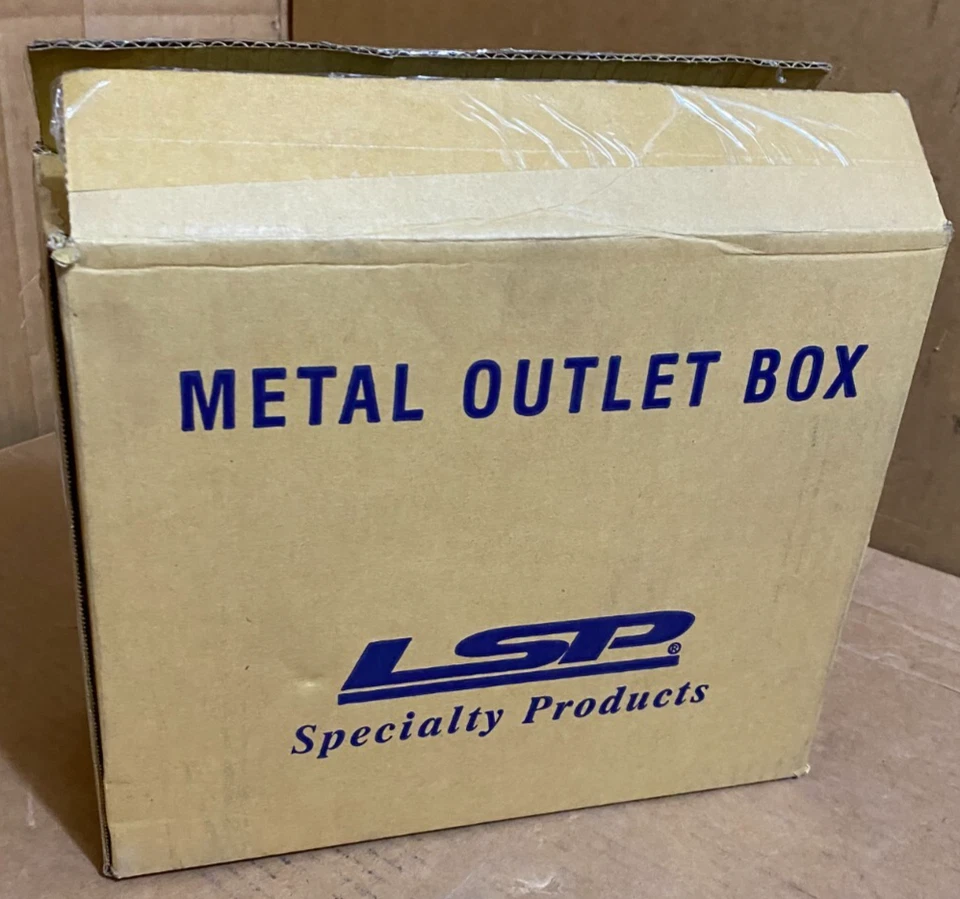 METAL OUTLET BOX
LSP®
Specialty Products